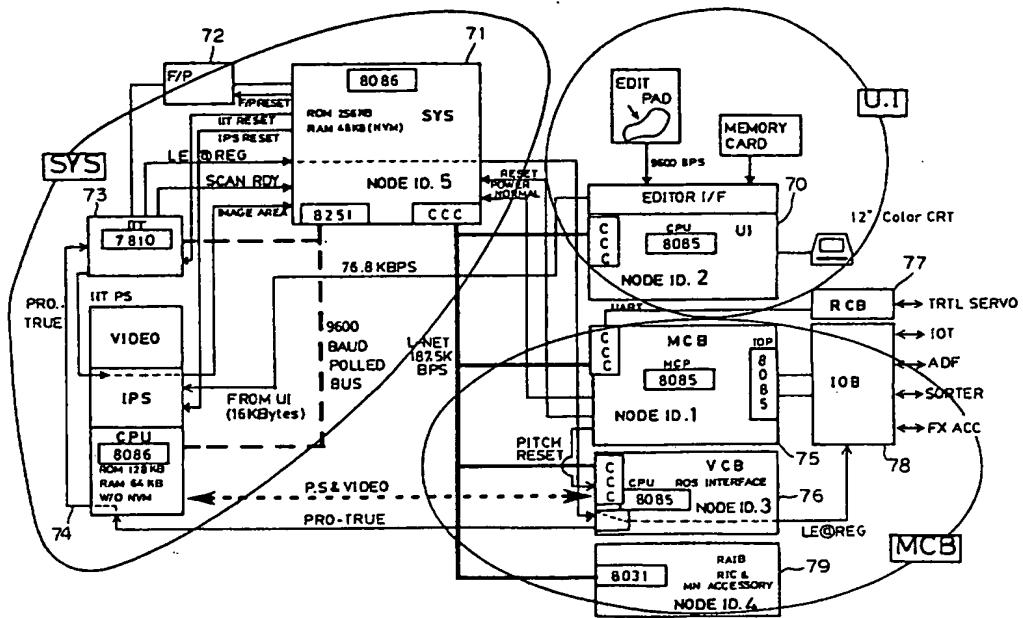 72
71
F/P
8086
F/P RESET
ROM 256 KB
RAM 48 KB (NVM)
SYS
IIT RESET
IPS RESET
LE@REG
SCAN RDY
NODE ID. 5
IMAGE AREA
8251
CCC
RESET
POWER
NORMAL
SYS
73
IIT
7810
PRO-
TRUE
IIT PS
VIDEO
IPS
CPU
8086
ROM 128 KB
RAM 64 KB
W/O NVM
74
76.8 KBPS
FROM UI
(16KBytes)
9600
BAUD
POLLED
BUS
L-NET
187.5K
BPS
P.S & VIDEO
PRO-TRUE
EDIT
PAD
MEMORY
CARD
9600 BPS
U.I
EDITOR I/F
70
CCC
CPU
8085
UI
NODE ID. 2
12" Color CRT
UART
77
RCB
TRTL SERVO
CCC
MCB
MCP
8085
IOP
8085
NODE ID. 1
IOB
IOT
ADF
SORTER
FX ACC
75
78
PITCH
RESET
CCC
VCB
CPU
ROS INTERFACE
8085
NODE ID. 3
76
LE@REG
MCB
8031
RAIB
RIC &
MN ACCESSORY
NODE ID. 4
79